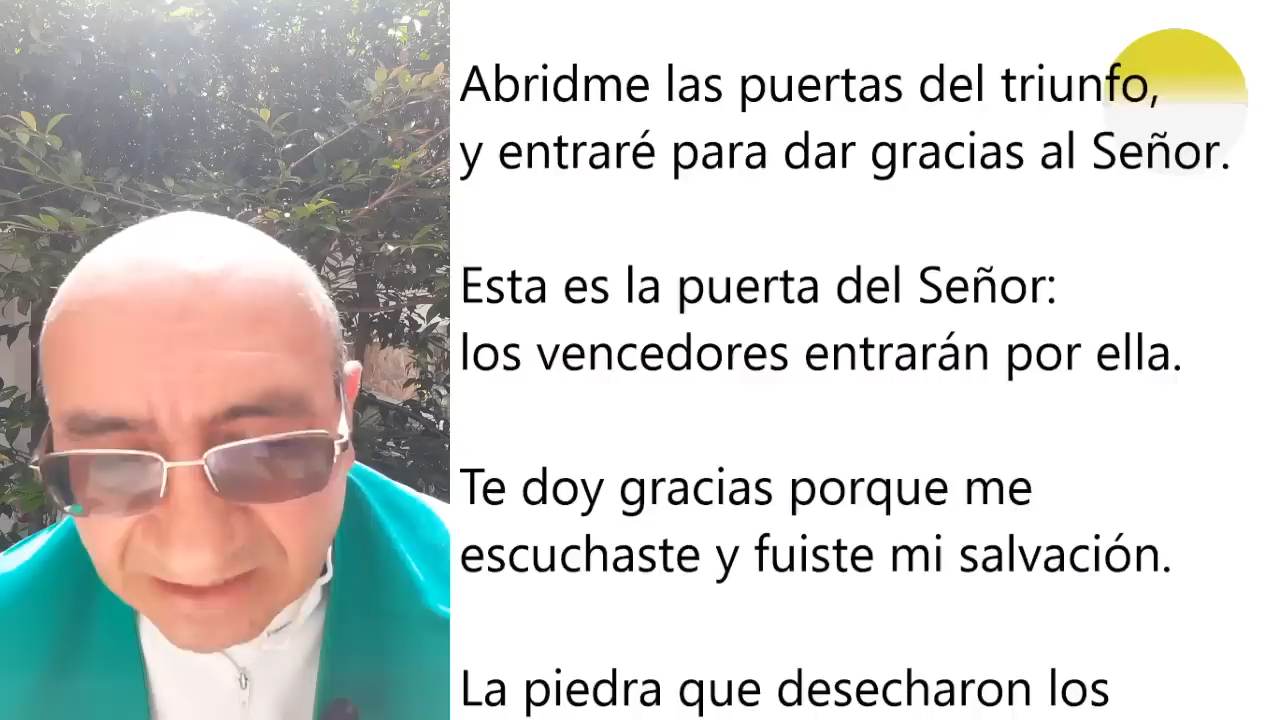 Abridme las puertas del triunfo,
y entraré para dar gracias al Señor.
Esta es la puerta del Señor:
los vencedores entrarán por ella.
Te doy gracias porque me
escuchaste y fuiste mi salvación.
La piedra que desecharon los